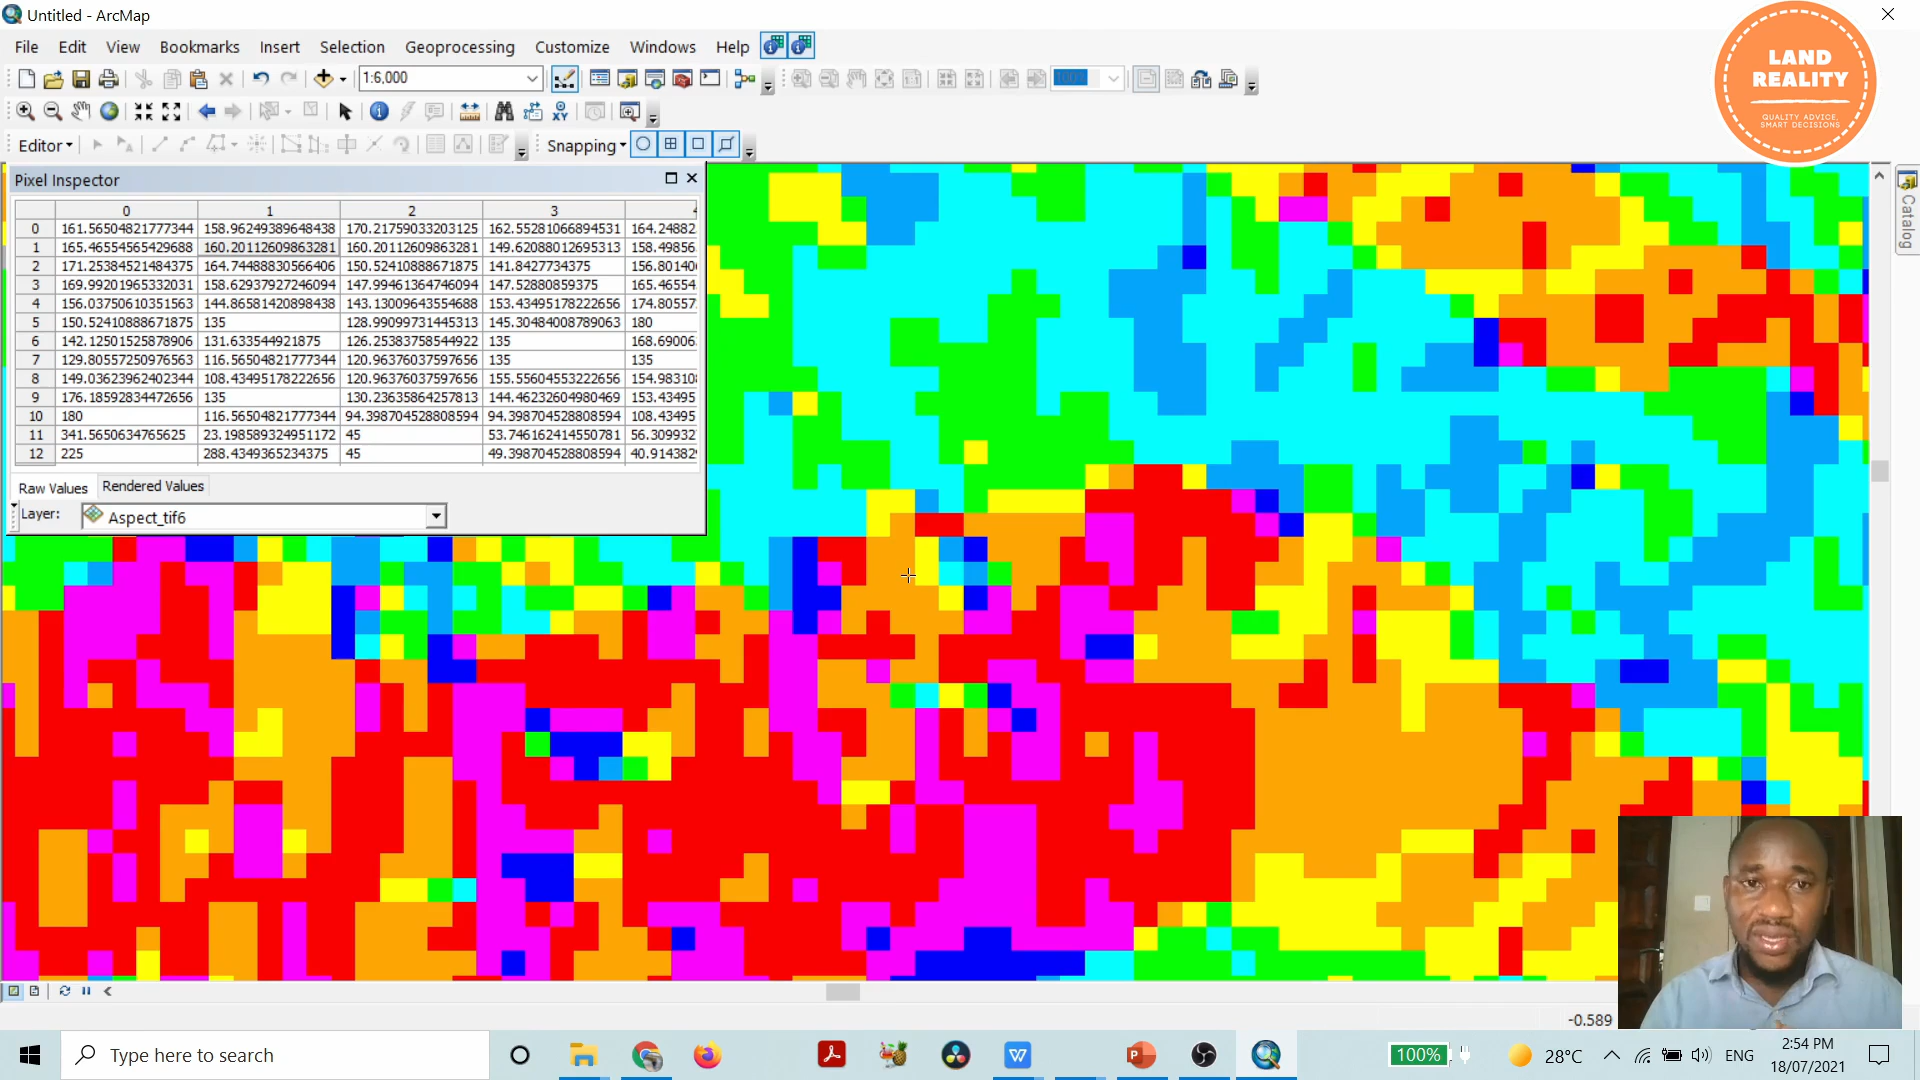 Untitled - ArcMap
File Edit View Bookmarks Insert Selection Geoprocessing Customize Windows Help
1:6,000
100%
Editor
Snapping
LAND
REALITY
QUALITY ADVICE,
SMART DECISIONS
Catalog
Pixel Inspector
0 1 2 3 4
0 161.56504821777344 158.96249389648438 170.21759033203125 162.55281066894531 164.24882
1 165.46554565429688 160.20112609863281 160.20112609863281 149.62088012695313 158.49856
2 171.25384521484375 164.74488830566406 150.52410888671875 141.8427734375 156.80140
3 169.99201965332031 158.62937927246094 147.99461364746094 147.52880859375 165.46554
4 156.03750610351563 144.86581420898438 143.13009643554688 153.43495178222656 174.80557
5 150.52410888671875 135 128.99099731445313 145.30484008789063 180
6 142.12501525878906 131.633544921875 126.25383758544922 135 168.69006
7 129.80557250976563 116.56504821777344 120.96376037597656 135 135
8 149.03623962402344 108.43495178222656 120.96376037597656 155.55604553222656 154.98310
9 176.18592834472656 135 130.23635864257813 144.46232604980469 153.43495
10 180 116.56504821777344 94.398704528808594 94.398704528808594 108.43495
11 341.5650634765625 23.198589324951172 45 53.746162414550781 56.309932
12 225 288.4349365234375 45 49.398704528808594 40.914382
Raw Values Rendered Values
Layer: Aspect_tif6
-0.589
Type here to search
100% 28°C ENG
2:54 PM
18/07/2021